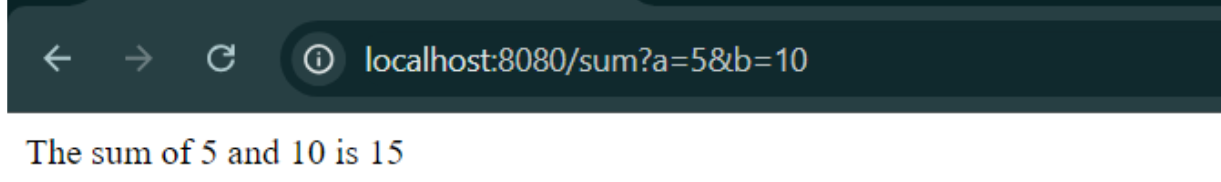 localhost:8080/sum?a=5&b=10
The sum of 5 and 10 is 15